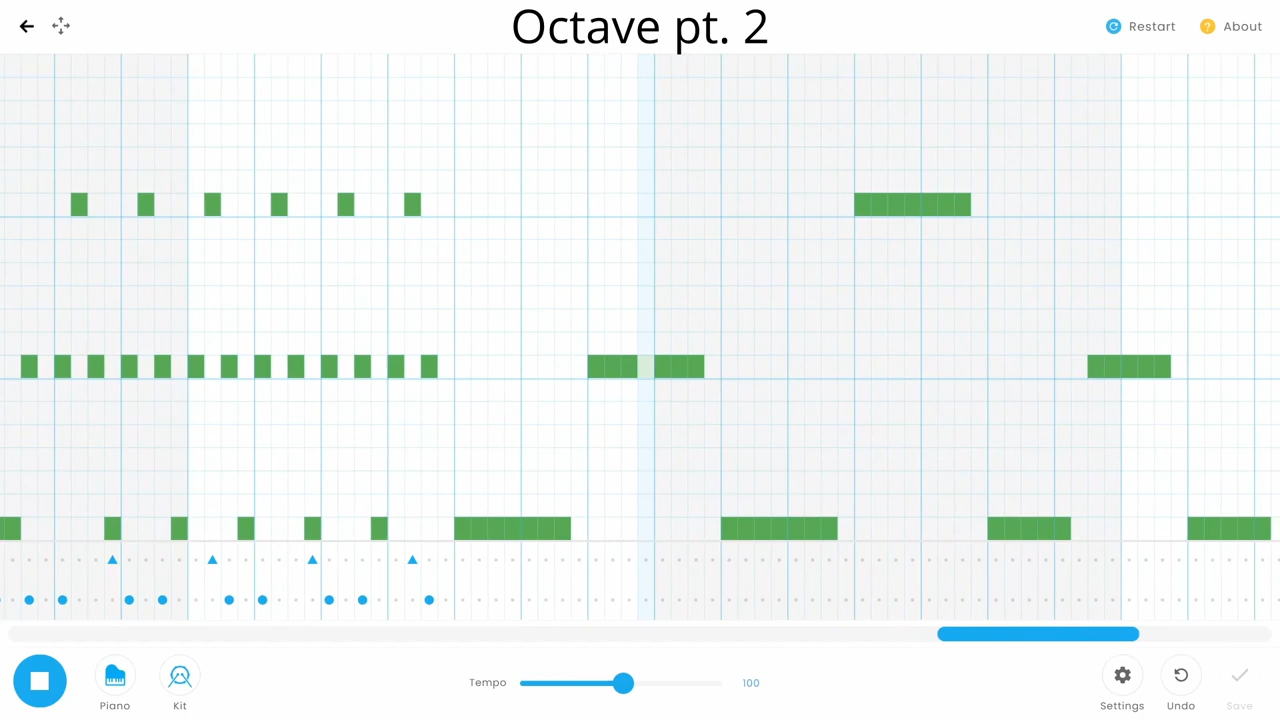 Octave pt. 2
Restart
? About
Tempo
100
Piano
Kit
Settings
Undo
Save